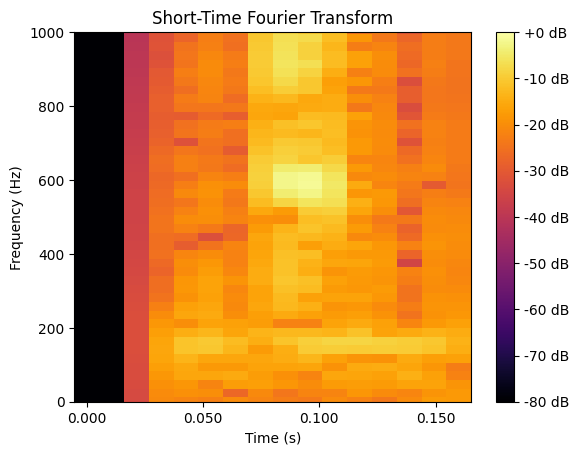 Short-Time Fourier Transform
1000
800
600
400
200
0
Frequency (Hz)
0.000
0.050
0.100
0.150
Time (s)
+0 dB
-10 dB
-20 dB
-30 dB
-40 dB
-50 dB
-60 dB
-70 dB
-80 dB